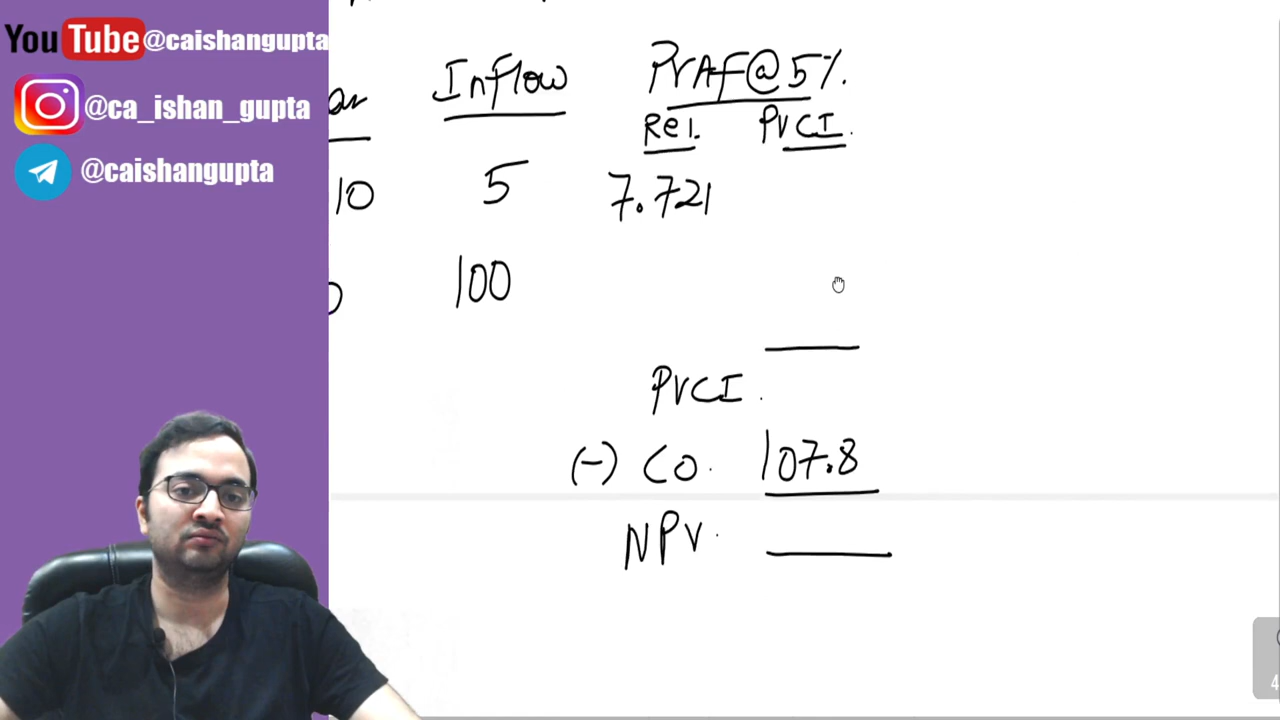 YouTube @caishangupta
@ca_ishan_gupta
@caishangupta
Inflow PVAF@5%.
Rel. PVCI.
10 5 7.721
0 100
PVCI.
(-) CO. 107.8
NPV.